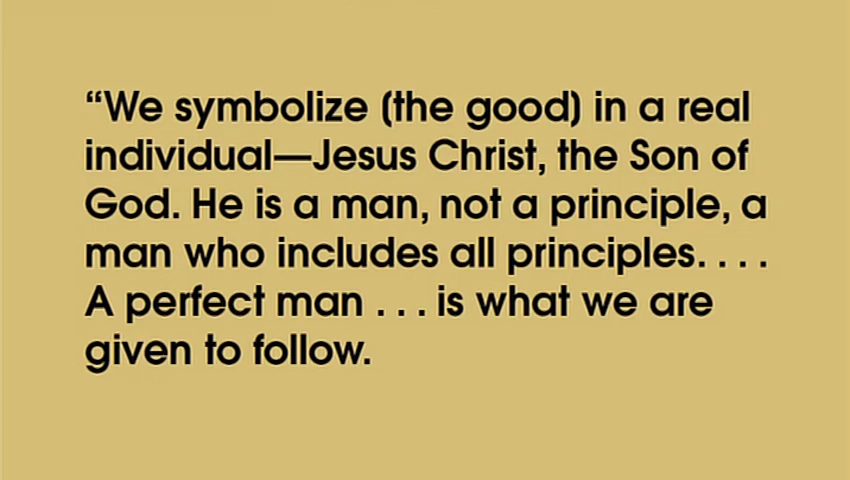 “We symbolize (the good) in a real
individual—Jesus Christ, the Son of
God. He is a man, not a principle, a
man who includes all principles. . . .
A perfect man . . . is what we are
given to follow.